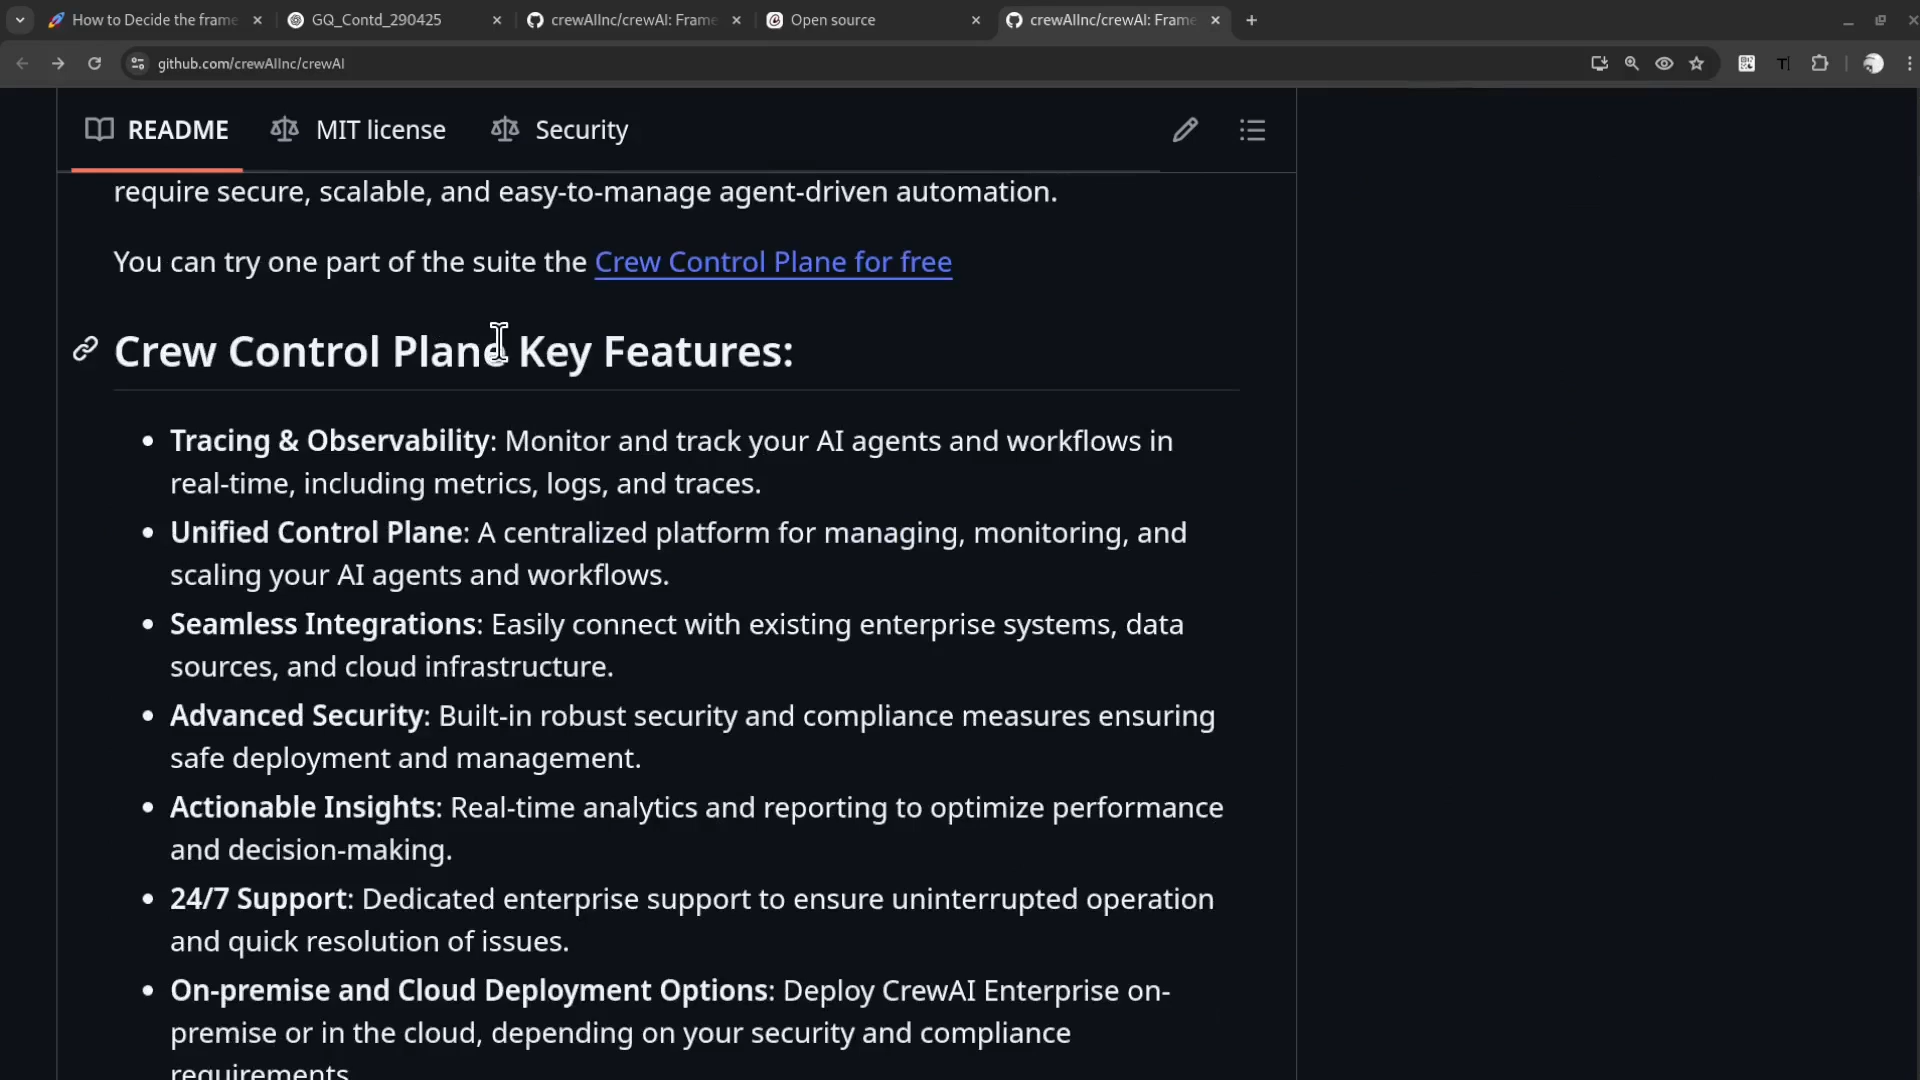 How to Decide the frame
GQ_Contd_290425
crewAIInc/crewAI: Frame
Open source
crewAIInc/crewAI: Frame
github.com/crewAIInc/crewAI
README
MIT license
Security
require secure, scalable, and easy-to-manage agent-driven automation.
You can try one part of the suite the Crew Control Plane for free
Crew Control Plane Key Features:
• Tracing & Observability: Monitor and track your AI agents and workflows in
real-time, including metrics, logs, and traces.
• Unified Control Plane: A centralized platform for managing, monitoring, and
scaling your AI agents and workflows.
• Seamless Integrations: Easily connect with existing enterprise systems, data
sources, and cloud infrastructure.
• Advanced Security: Built-in robust security and compliance measures ensuring
safe deployment and management.
• Actionable Insights: Real-time analytics and reporting to optimize performance
and decision-making.
• 24/7 Support: Dedicated enterprise support to ensure uninterrupted operation
and quick resolution of issues.
• On-premise and Cloud Deployment Options: Deploy CrewAI Enterprise on-
premise or in the cloud, depending on your security and compliance
requirements.